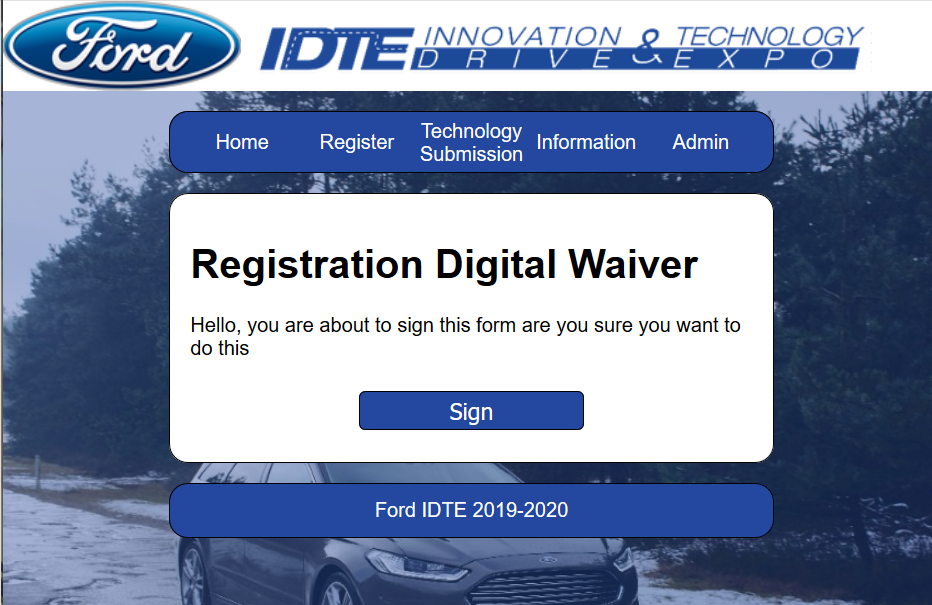 Ford
IDTE INNOVATION & TECHNOLOGY
DRIVE EXPO
Home Register Technology Submission Information Admin
Registration Digital Waiver
Hello, you are about to sign this form are you sure you want to
do this
Sign
Ford IDTE 2019-2020